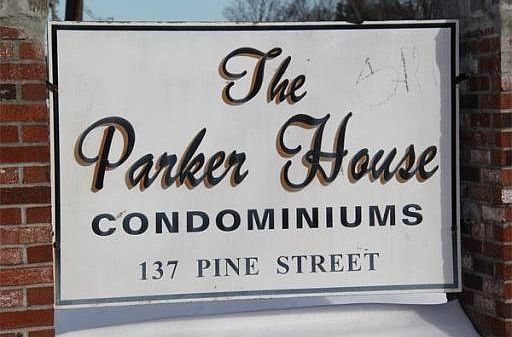 The
Parker House
CONDOMINIUMS
137 PINE STREET